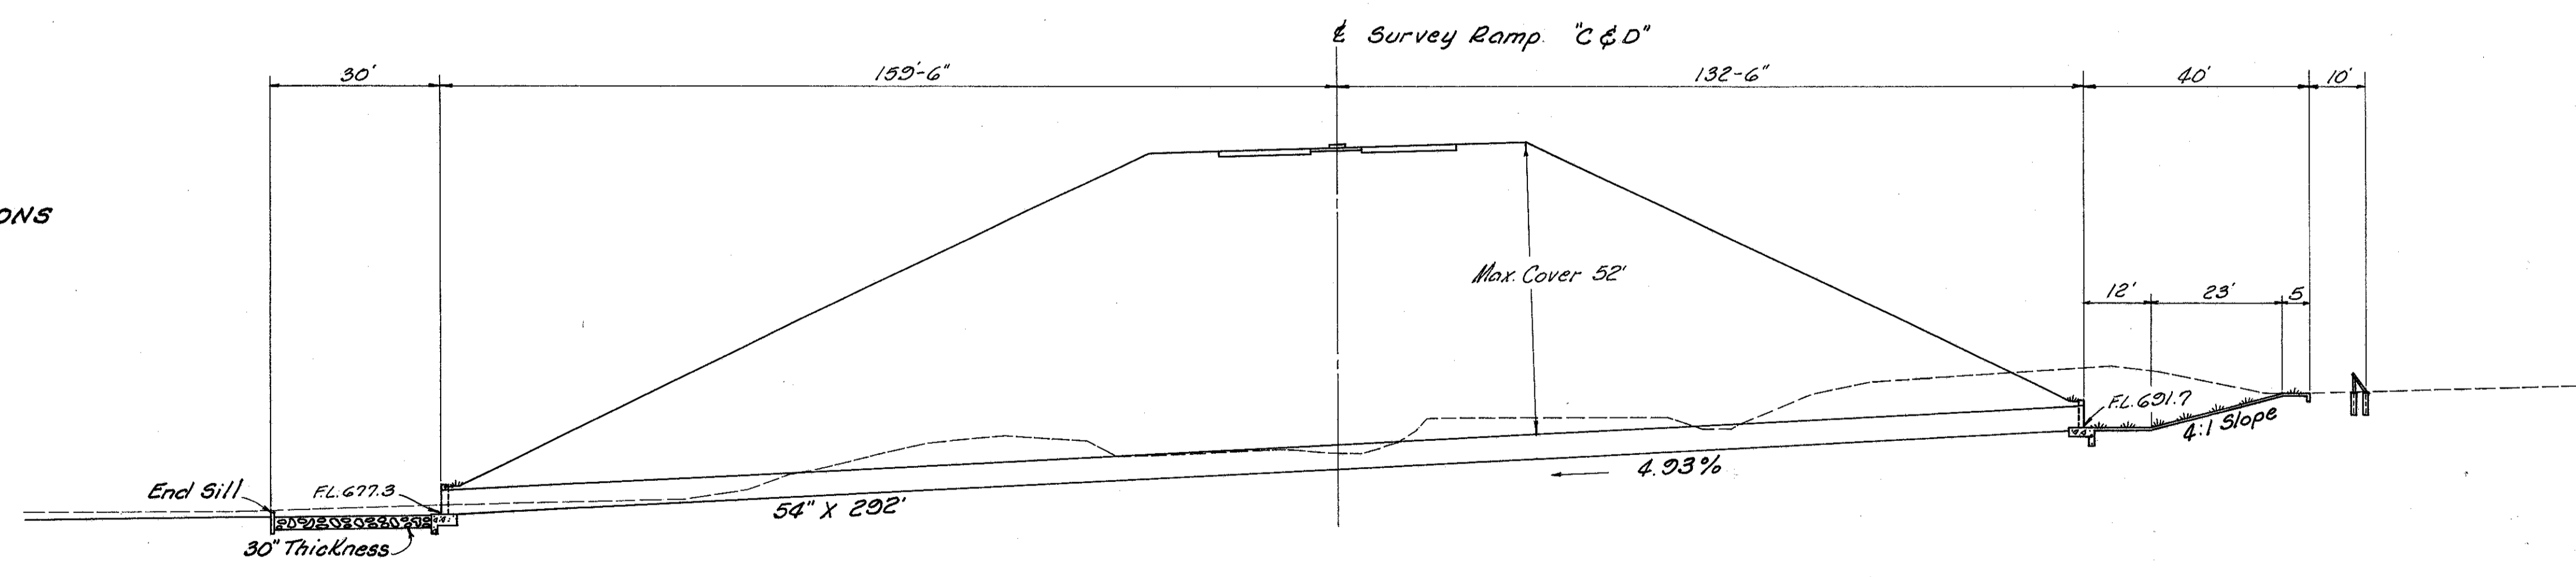 ℄ Survey Ramp. "C & D"
30'
159'-6"
132'-6"
40'
10'
ONS
Max. Cover 52'
12'
23'
5
F.L. 691.7
4:1 Slope
4.93%
End Sill
F.L. 677.3
54" X 292'
30" Thickness